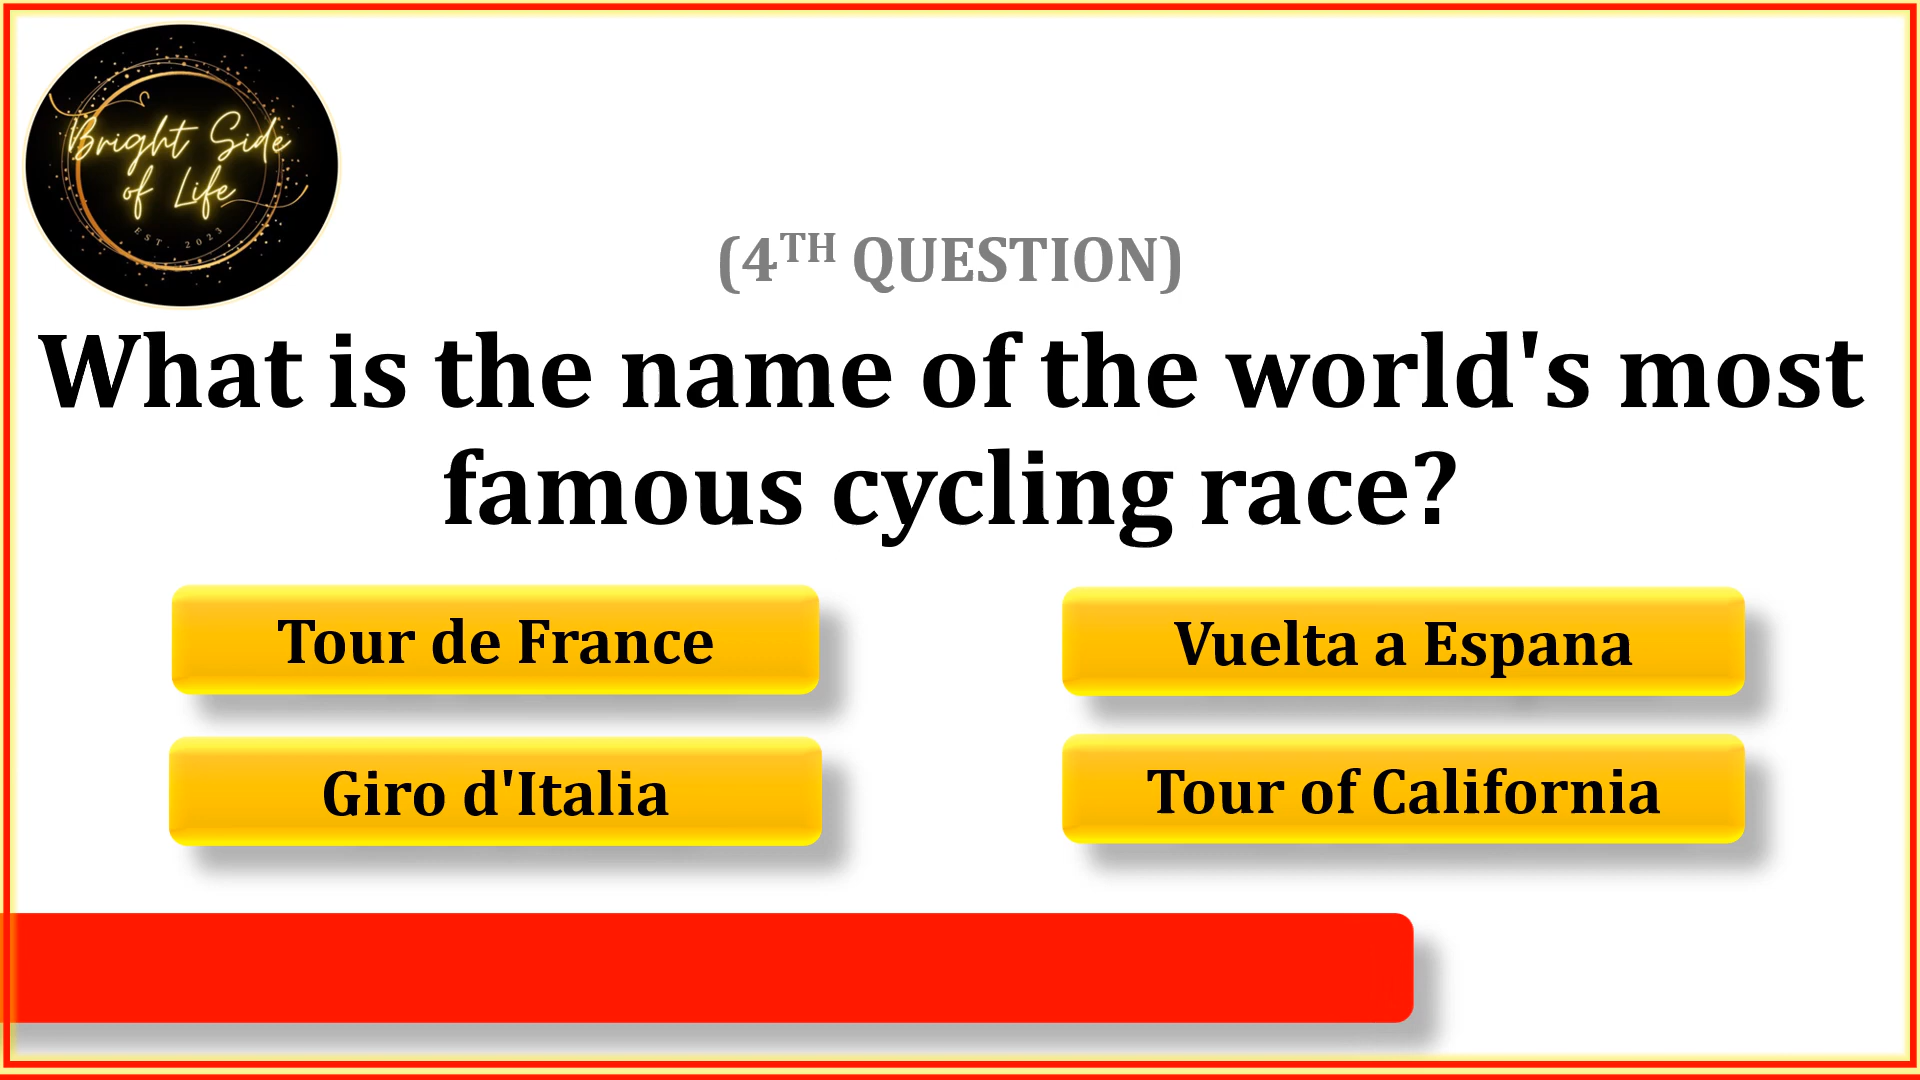 Bright Side
of Life
EST. 2023
(4TH QUESTION)
What is the name of the world's most
famous cycling race?
Tour de France
Vuelta a Espana
Giro d'Italia
Tour of California